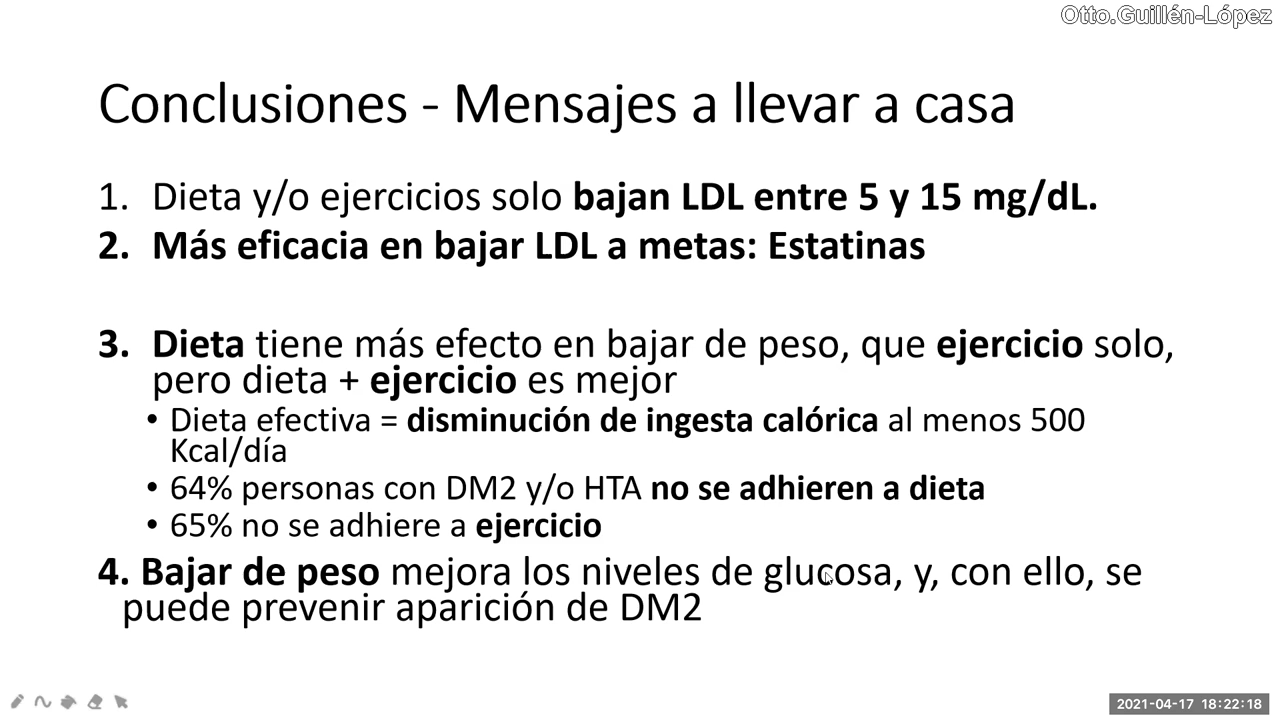 Otto.Guillén-López
Conclusiones - Mensajes a llevar a casa
1. Dieta y/o ejercicios solo bajan LDL entre 5 y 15 mg/dL.
2. Más eficacia en bajar LDL a metas: Estatinas
3. Dieta tiene más efecto en bajar de peso, que ejercicio solo,
pero dieta + ejercicio es mejor
• Dieta efectiva = disminución de ingesta calórica al menos 500
Kcal/día
• 64% personas con DM2 y/o HTA no se adhieren a dieta
• 65% no se adhiere a ejercicio
4. Bajar de peso mejora los niveles de glucosa, y, con ello, se
puede prevenir aparición de DM2
2021-04-17 18:22:18